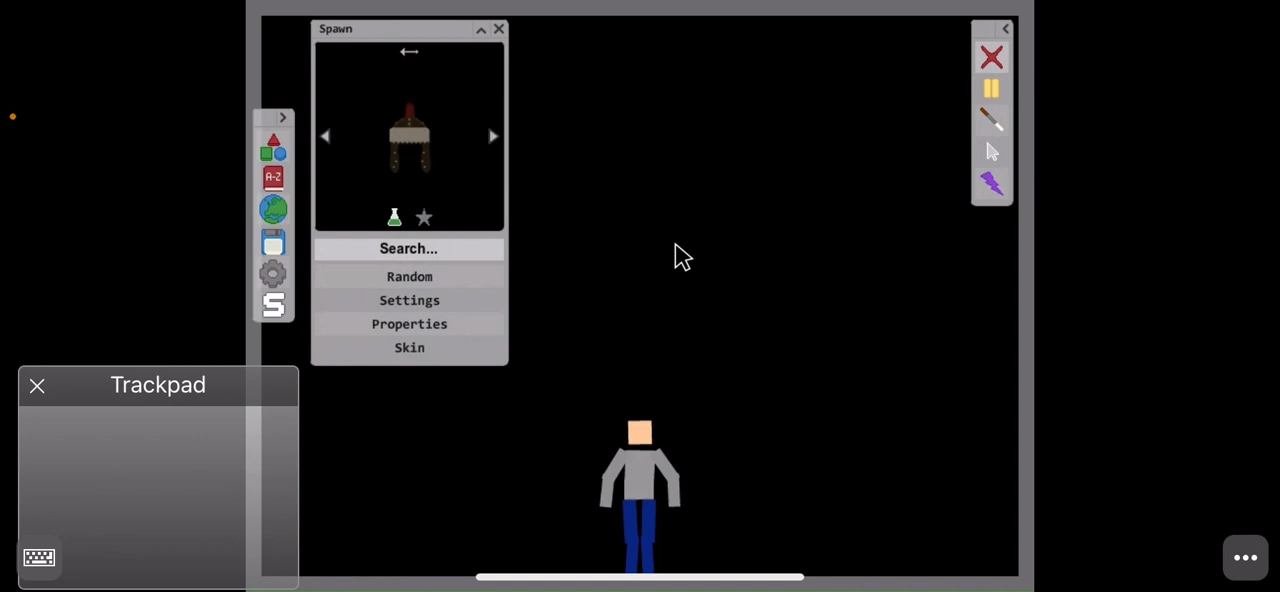 Spawn
A-Z
Search...
Random
Settings
Properties
Skin
S
Trackpad